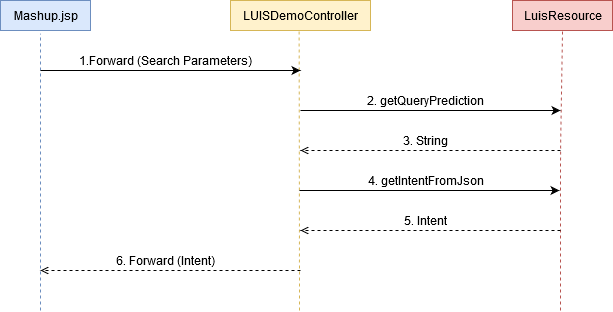 Mashup.jsp
LUISDemoController
LuisResource
1.Forward (Search Parameters)
2. getQueryPrediction
3. String
4. getIntentFromJson
5. Intent
6. Forward (Intent)